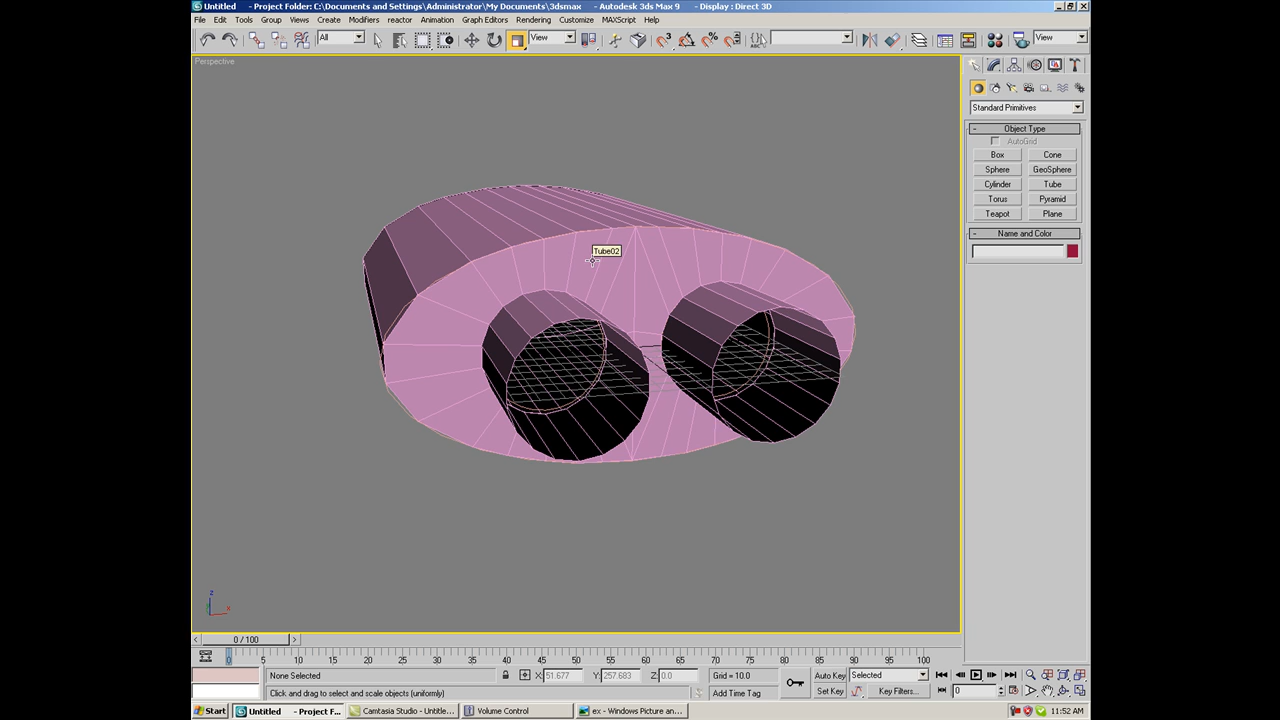 Untitled - Project Folder: C:\Documents and Settings\Administrator\My Documents\3dsmax - Autodesk 3ds Max 9 - Display : Direct 3D
File Edit Tools Group Views Create Modifiers reactor Animation Graph Editors Rendering Customize MAXScript Help
All View View
Perspective
Standard Primitives
- Object Type
AutoGrid
Box Cone
Sphere GeoSphere
Cylinder Tube
Torus Pyramid
Teapot Plane
- Name and Color
Tube02
z
x
< 0 / 100 >
0 5 10 15 20 25 30 35 40 45 50 55 60 65 70 75 80 85 90 95 100
None Selected X: 51.677 Y: 257.683 Z: 0.0 Grid = 10.0 Auto Key Selected
Click and drag to select and scale objects (uniformly) Add Time Tag Set Key Key Filters... 0
Start Untitled - Project F... Camtasia Studio - Untitle... Volume Control ex - Windows Picture an... 11:52 AM